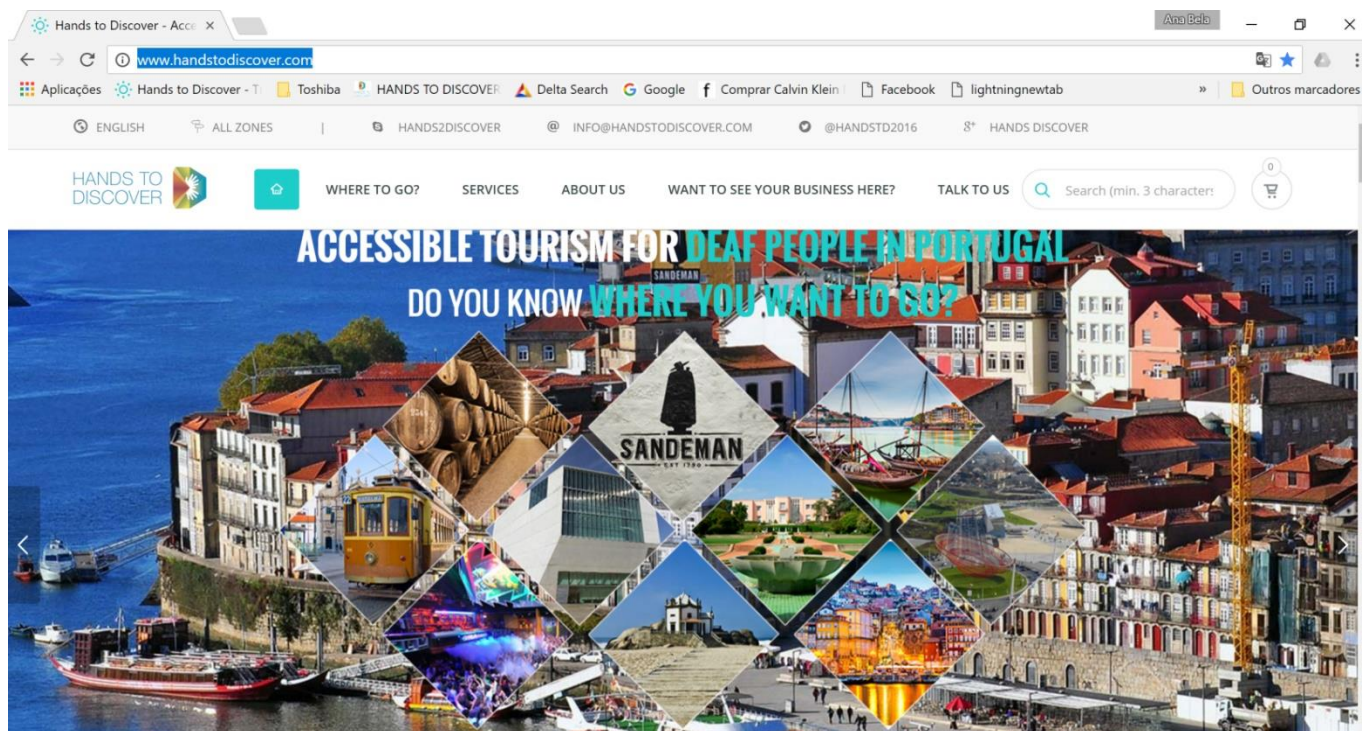 Hands to Discover - Acce
Ana Bela
www.handstodiscover.com
Aplicações Hands to Discover - T Toshiba HANDS TO DISCOVER Delta Search Google Comprar Calvin Klein Facebook lightningnewtab » Outros marcadores
ENGLISH ALL ZONES | HANDS2DISCOVER @ INFO@HANDSTODISCOVER.COM @HANDSTD2016 8+ HANDS DISCOVER
HANDS TO
DISCOVER
WHERE TO GO? SERVICES ABOUT US WANT TO SEE YOUR BUSINESS HERE? TALK TO US Search (min. 3 characters 0
ACCESSIBLE TOURISM FOR DEAF PEOPLE IN PORTUGAL
SANDEMAN
DO YOU KNOW WHERE YOU WANT TO GO?
SANDEMAN
EST 1790